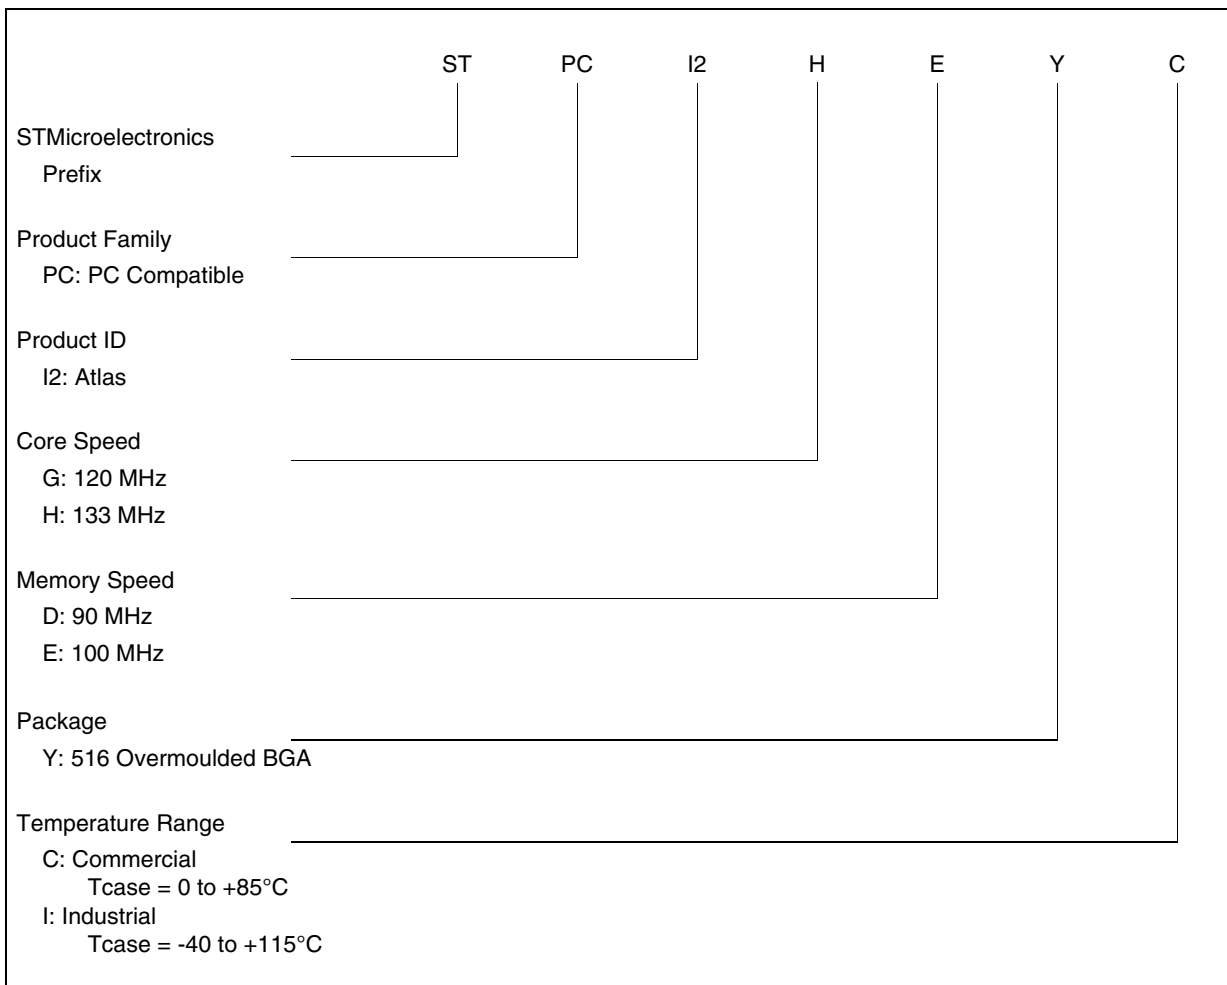 ST PC I2 H E Y C
STMicroelectronics
Prefix
Product Family
PC: PC Compatible
Product ID
I2: Atlas
Core Speed
G: 120 MHz
H: 133 MHz
Memory Speed
D: 90 MHz
E: 100 MHz
Package
Y: 516 Overmoulded BGA
Temperature Range
C: Commercial
Tcase = 0 to +85°C
I: Industrial
Tcase = -40 to +115°C